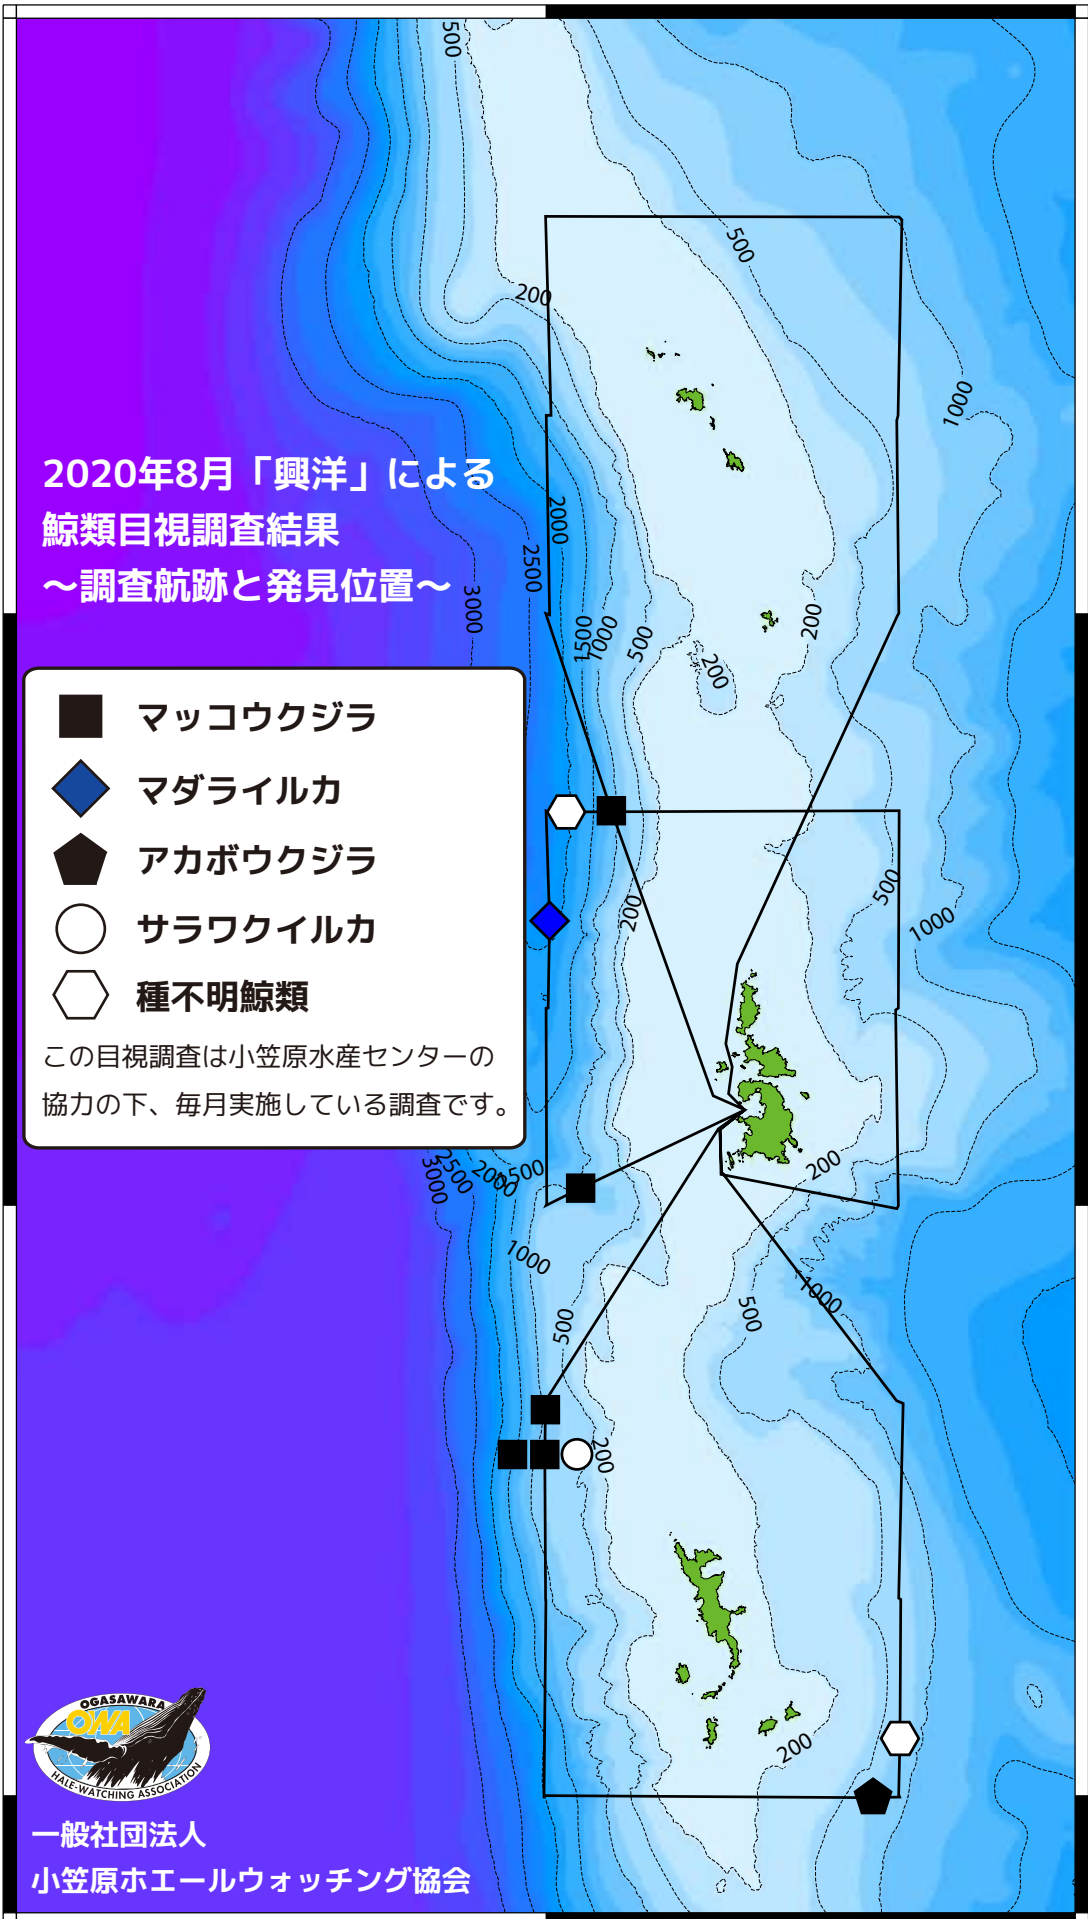 500
500
200
1000
2020年8月「興洋」による
鯨類目視調査結果
～調査航跡と発見位置～
2000
2500
3000
1500
1000
500
200
200
マッコウクジラ
マダライルカ
アカボウクジラ
サラワクイルカ
種不明鯨類
この目視調査は小笠原水産センターの
協力の下、毎月実施している調査です。
200
500
1000
200
3000
2500
2000
1500
1000
500
500
1000
200
200
OGASAWARA
OWA
HALE-WATCHING ASSOCIATION
一般社団法人
小笠原ホエールウォッチング協会